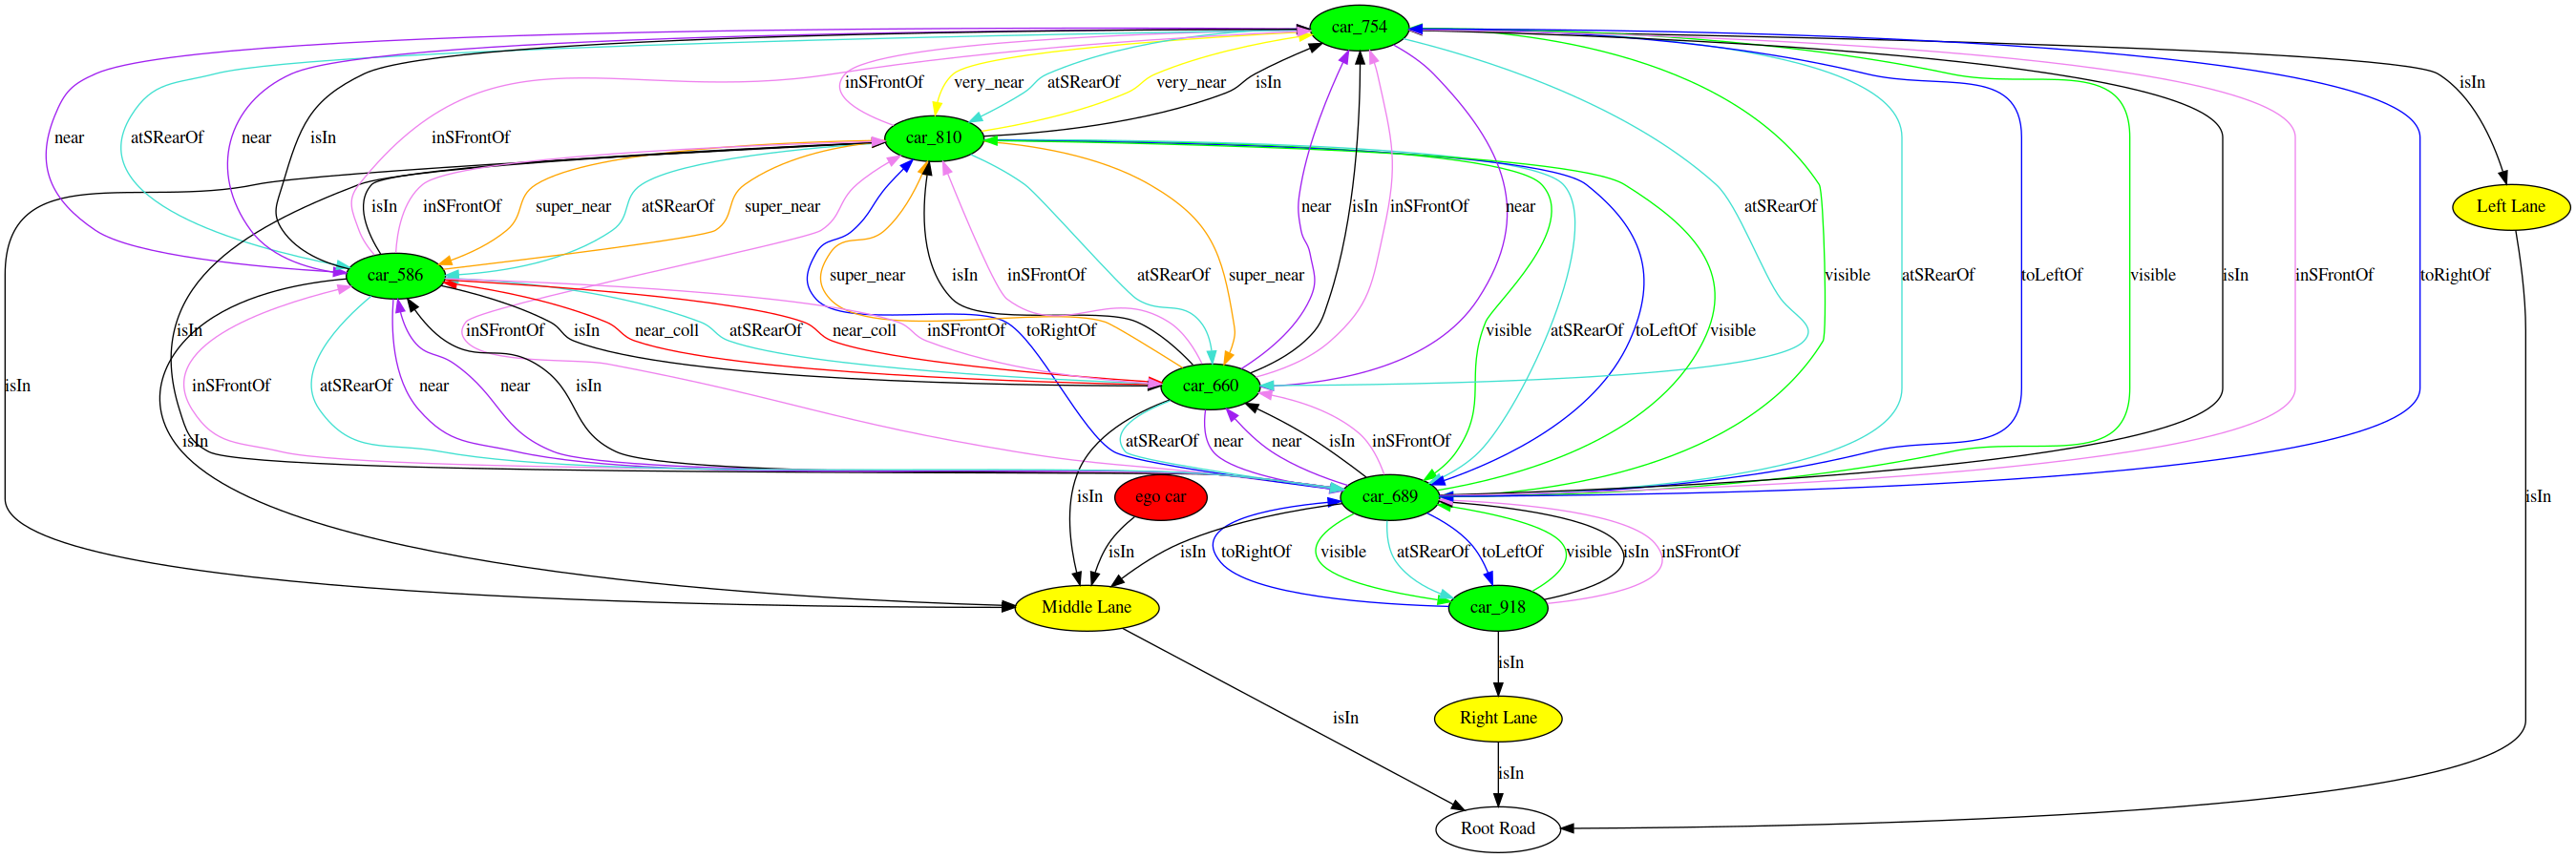 car_754
inSFrontOf very_near atSRearOf very_near isIn isIn
car_810
near atSRearOf near isIn inSFrontOf
isIn inSFrontOf super_near atSRearOf super_near near isIn inSFrontOf near atSRearOf Left Lane
car_586
super_near isIn inSFrontOf atSRearOf super_near visible atSRearOf toLeftOf visible isIn inSFrontOf toRightOf
isIn inSFrontOf isIn near_coll atSRearOf near_coll inSFrontOf toRightOf visible atSRearOf toLeftOf visible
car_660
isIn inSFrontOf atSRearOf near near isIn
isIn atSRearOf near near isIn inSFrontOf
ego car
car_689
isIn isIn isIn
isIn isIn toRightOf visible atSRearOf toLeftOf visible isIn inSFrontOf
Middle Lane
car_918
isIn
isIn
Right Lane
isIn
Root Road